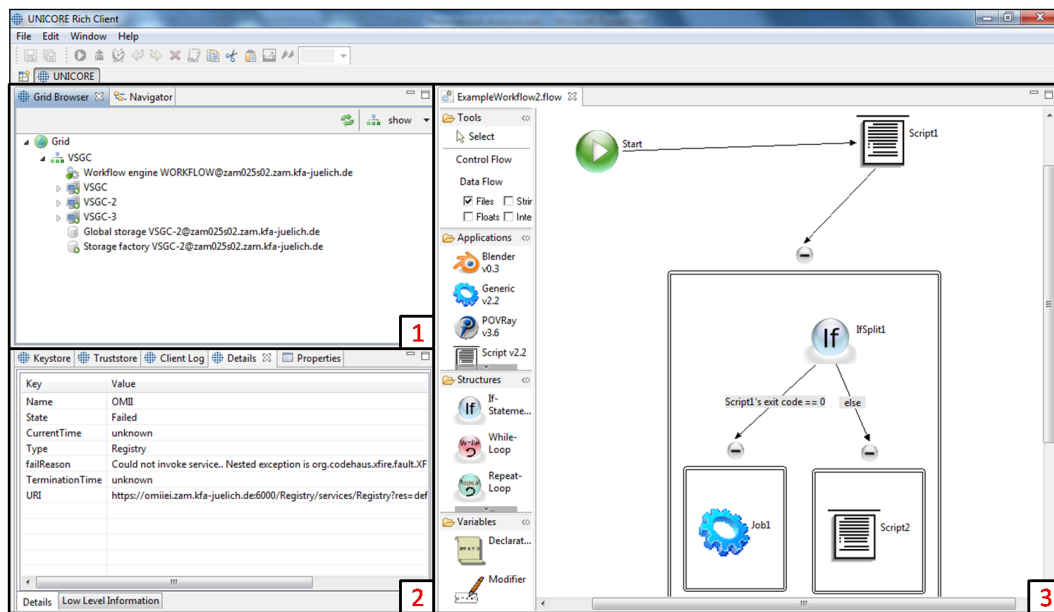 UNICORE Rich Client
File Edit Window Help
UNICORE
Grid Browser Navigator
show
Grid
VSGC
Workflow engine WORKFLOW@zam025s02.zam.kfa-juelich.de
VSGC
VSGC-2
VSGC-3
Global storage VSGC-2@zam025s02.zam.kfa-juelich.de
Storage factory VSGC-2@zam025s02.zam.kfa-juelich.de
1
Keystore Truststore Client Log Details Properties
Key Value
Name OMII
State Failed
CurrentTime unknown
Type Registry
failReason Could not invoke service.. Nested exception is org.codehaus.xfire.fault.XF
TerminationTime unknown
URI https://omiiei.zam.kfa-juelich.de:6000/Registry/services/Registry?res=def
Details Low Level Information
2
ExampleWorkflow2.flow
Tools
Select
Control Flow
Data Flow
Files Strir
Floats Inte
Applications
Blender
v0.3
Generic
v2.2
POVRay
v3.6
Script v2.2
Structures
If
If-
Stateme...
While
While-
Loop
Repeat
Repeat-
Loop
Variables
Declarat...
Modifier
Start
Script1
If
IfSplit1
Script1's exit code == 0
else
Job1
Script2
3